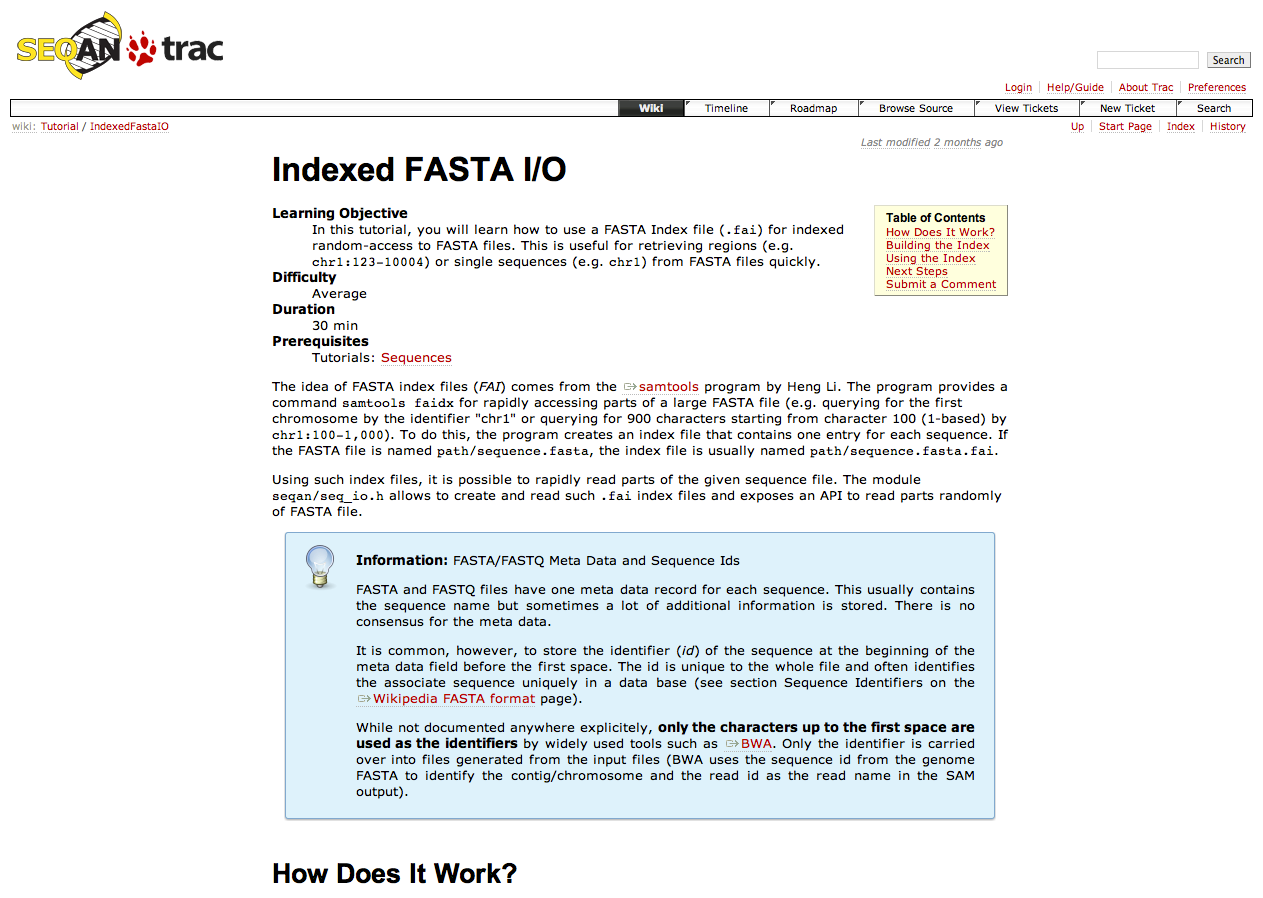 SEQAN trac
Search
Login Help/Guide About Trac Preferences
Wiki Timeline Roadmap Browse Source View Tickets New Ticket Search
wiki: Tutorial / IndexedFastaIO
Up Start Page Index History
Last modified 2 months ago
Indexed FASTA I/O
Learning Objective
In this tutorial, you will learn how to use a FASTA Index file (.fai) for indexed
random-access to FASTA files. This is useful for retrieving regions (e.g.
chr1:123-10004) or single sequences (e.g. chr1) from FASTA files quickly.
Difficulty
Average
Duration
30 min
Prerequisites
Tutorials: Sequences
Table of Contents
How Does It Work?
Building the Index
Using the Index
Next Steps
Submit a Comment
The idea of FASTA index files (FAI) comes from the samtools program by Heng Li. The program provides a
command samtools faidx for rapidly accessing parts of a large FASTA file (e.g. querying for the first
chromosome by the identifier "chr1" or querying for 900 characters starting from character 100 (1-based) by
chr1:100-1,000). To do this, the program creates an index file that contains one entry for each sequence. If
the FASTA file is named path/sequence.fasta, the index file is usually named path/sequence.fasta.fai.
Using such index files, it is possible to rapidly read parts of the given sequence file. The module
seqan/seq_io.h allows to create and read such .fai index files and exposes an API to read parts randomly
of FASTA file.
Information: FASTA/FASTQ Meta Data and Sequence Ids
FASTA and FASTQ files have one meta data record for each sequence. This usually contains
the sequence name but sometimes a lot of additional information is stored. There is no
consensus for the meta data.
It is common, however, to store the identifier (id) of the sequence at the beginning of the
meta data field before the first space. The id is unique to the whole file and often identifies
the associate sequence uniquely in a data base (see section Sequence Identifiers on the
Wikipedia FASTA format page).
While not documented anywhere explicitely, only the characters up to the first space are
used as the identifiers by widely used tools such as BWA. Only the identifier is carried
over into files generated from the input files (BWA uses the sequence id from the genome
FASTA to identify the contig/chromosome and the read id as the read name in the SAM
output).
How Does It Work?